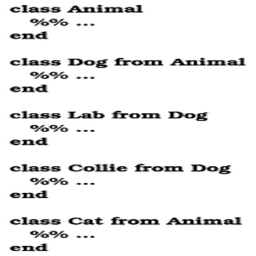 class Animal
%% ...
end
class Dog from Animal
%% ...
end
class Lab from Dog
%% ...
end
class Collie from Dog
%% ...
end
class Cat from Animal
%% ...
end